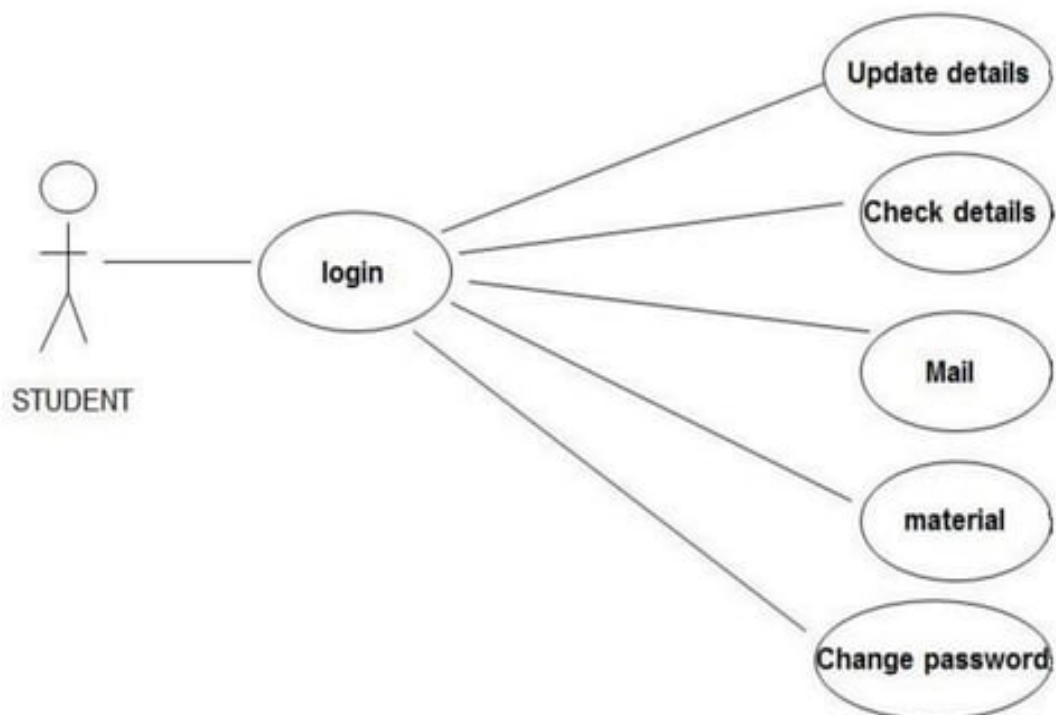 Update details
Check details
login
Mail
STUDENT
material
Change password